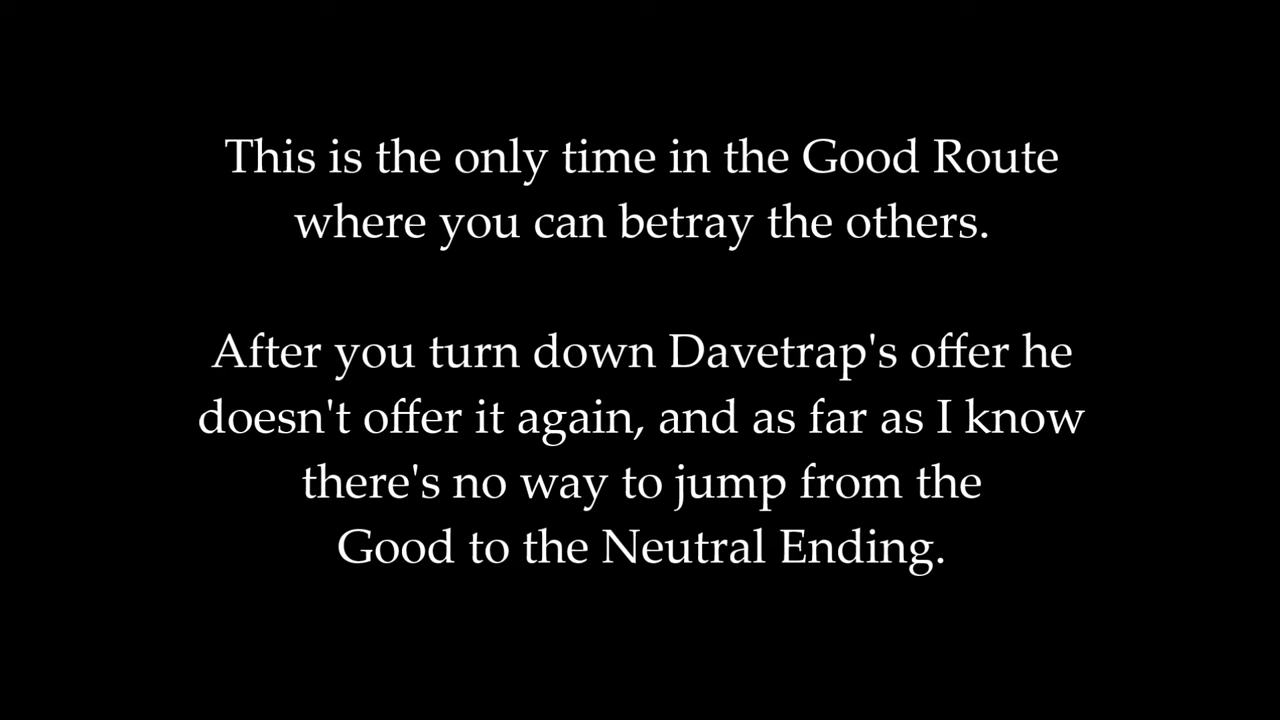 This is the only time in the Good Route
where you can betray the others.
After you turn down Davetrap's offer he
doesn't offer it again, and as far as I know
there's no way to jump from the
Good to the Neutral Ending.